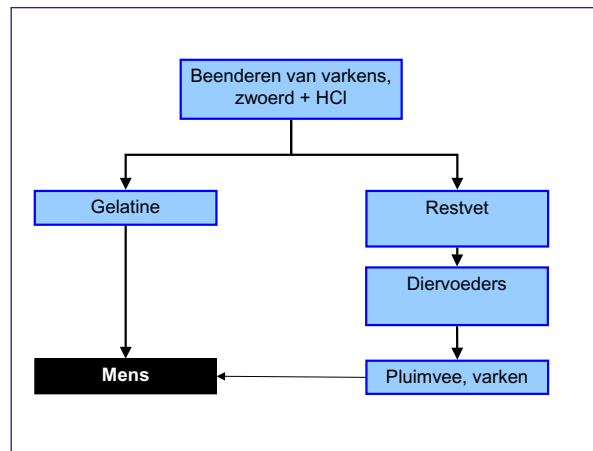 Beenderen van varkens,
zwoerd + HCl
Gelatine
Restvet
Diervoeders
Mens
Pluimvee, varken